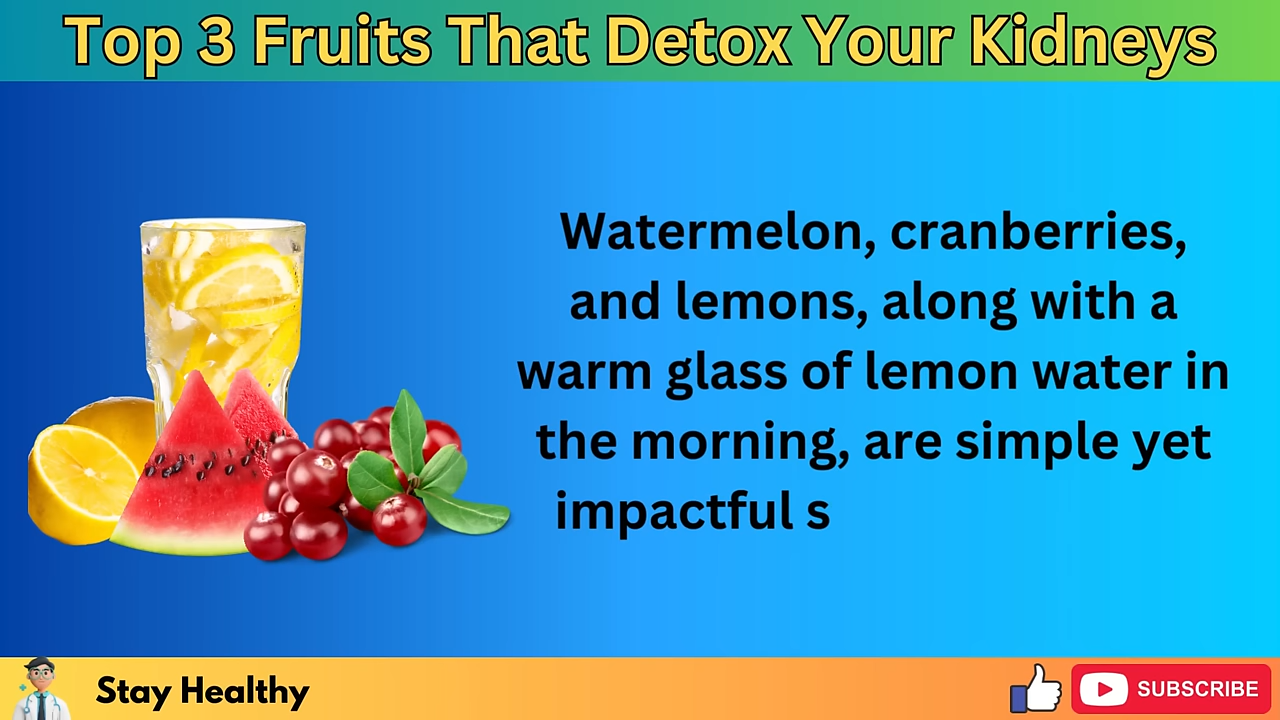 Top 3 Fruits That Detox Your Kidneys
Watermelon, cranberries,
and lemons, along with a
warm glass of lemon water in
the morning, are simple yet
impactful s
Stay Healthy
SUBSCRIBE